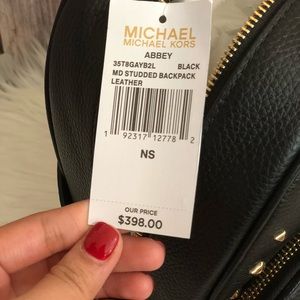 MICHAEL
MICHAEL KORS
ABBEY
35T8GAYB2L BLACK
MD STUDDED BACKPACK
LEATHER
1 92317 12778 2
NS
OUR PRICE
$398.00